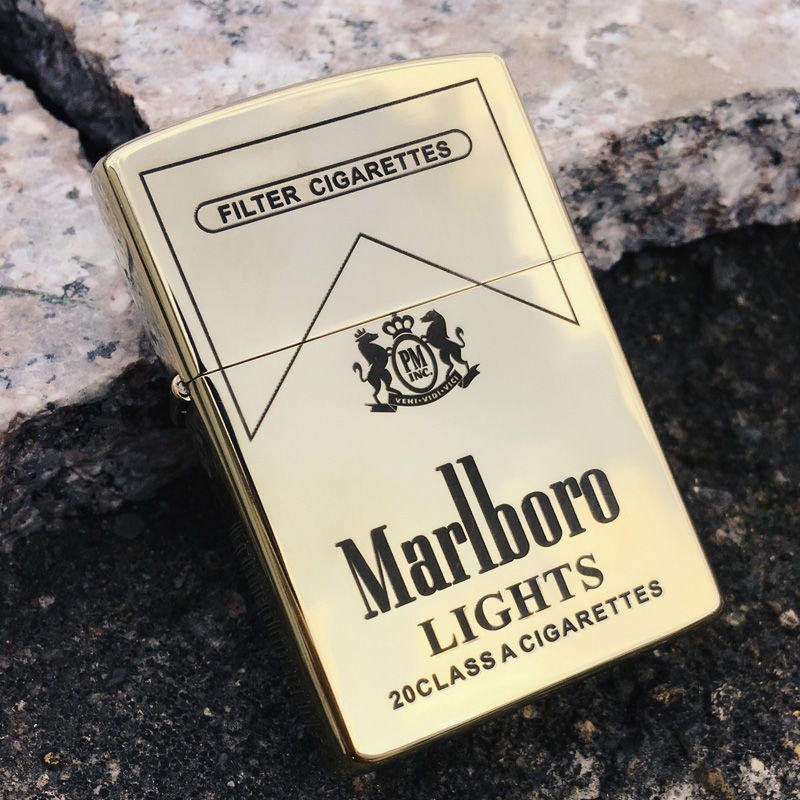 FILTER CIGARETTES
PM
INC.
VENI·VIDI·VICI
Marlboro
LIGHTS
20CLASS A CIGARETTES